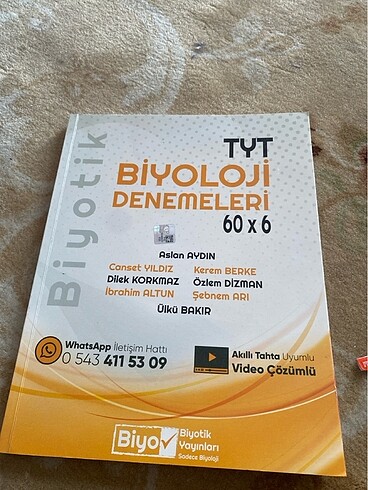 Biyotik
TYT
BİYOLOJİ
DENEMELERİ
60 x 6
Aslan AYDIN
Canset YILDIZ Kerem BERKE
Dilek KORKMAZ Özlem DİZMAN
İbrahim ALTUN Şebnem ARI
Ülkü BAKIR
WhatsApp İletişim Hattı
0 543 411 53 09
Akıllı Tahta Uyumlu
Video Çözümlü
Biyo
Biyotik
Yayınları
Sadece Biyoloji